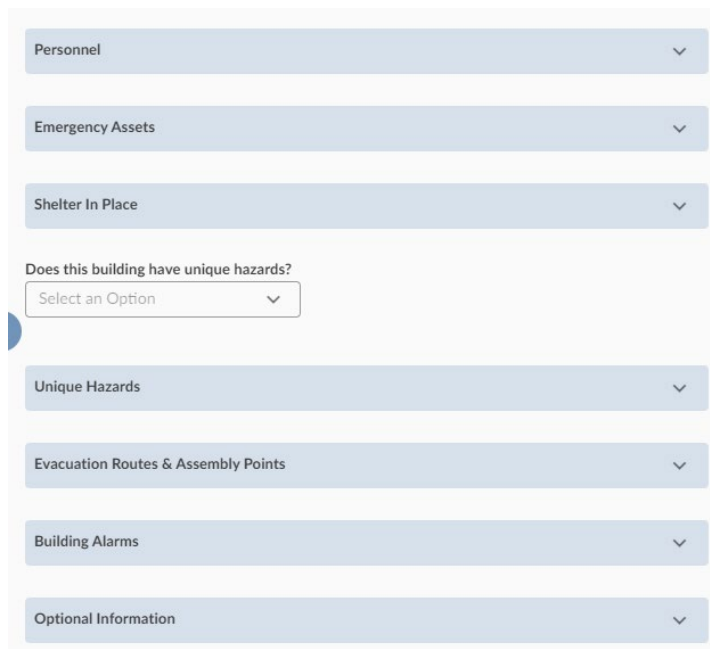 Personnel
Emergency Assets
Shelter In Place
Does this building have unique hazards?
Select an Option
Unique Hazards
Evacuation Routes & Assembly Points
Building Alarms
Optional Information